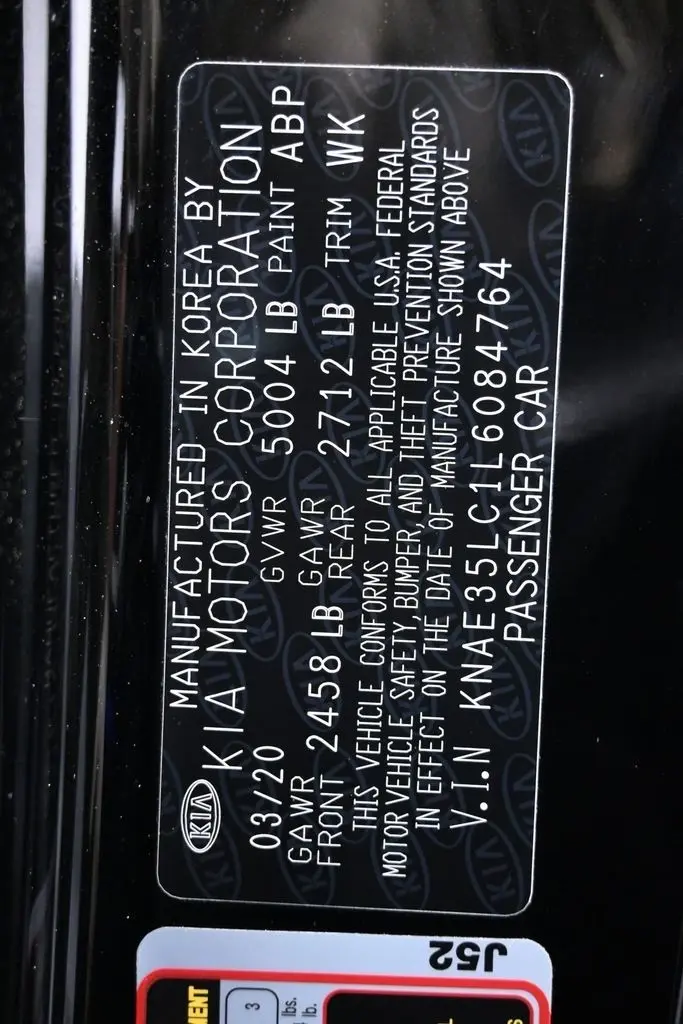 MANUFACTURED IN KOREA BY
KIA KIA MOTORS CORPORATION
03/20 GVWR 5004 LB PAINT ABP
GAWR FRONT 2458 LB GAWR REAR 2712 LB TRIM WK
THIS VEHICLE CONFORMS TO ALL APPLICABLE U.S.A. FEDERAL
MOTOR VEHICLE SAFETY, BUMPER, AND THEFT PREVENTION STANDARDS
IN EFFECT ON THE DATE OF MANUFACTURE SHOWN ABOVE
V.I.N KNAE35LC1L6084764
PASSENGER CAR
J52
3
lbs.
lb.